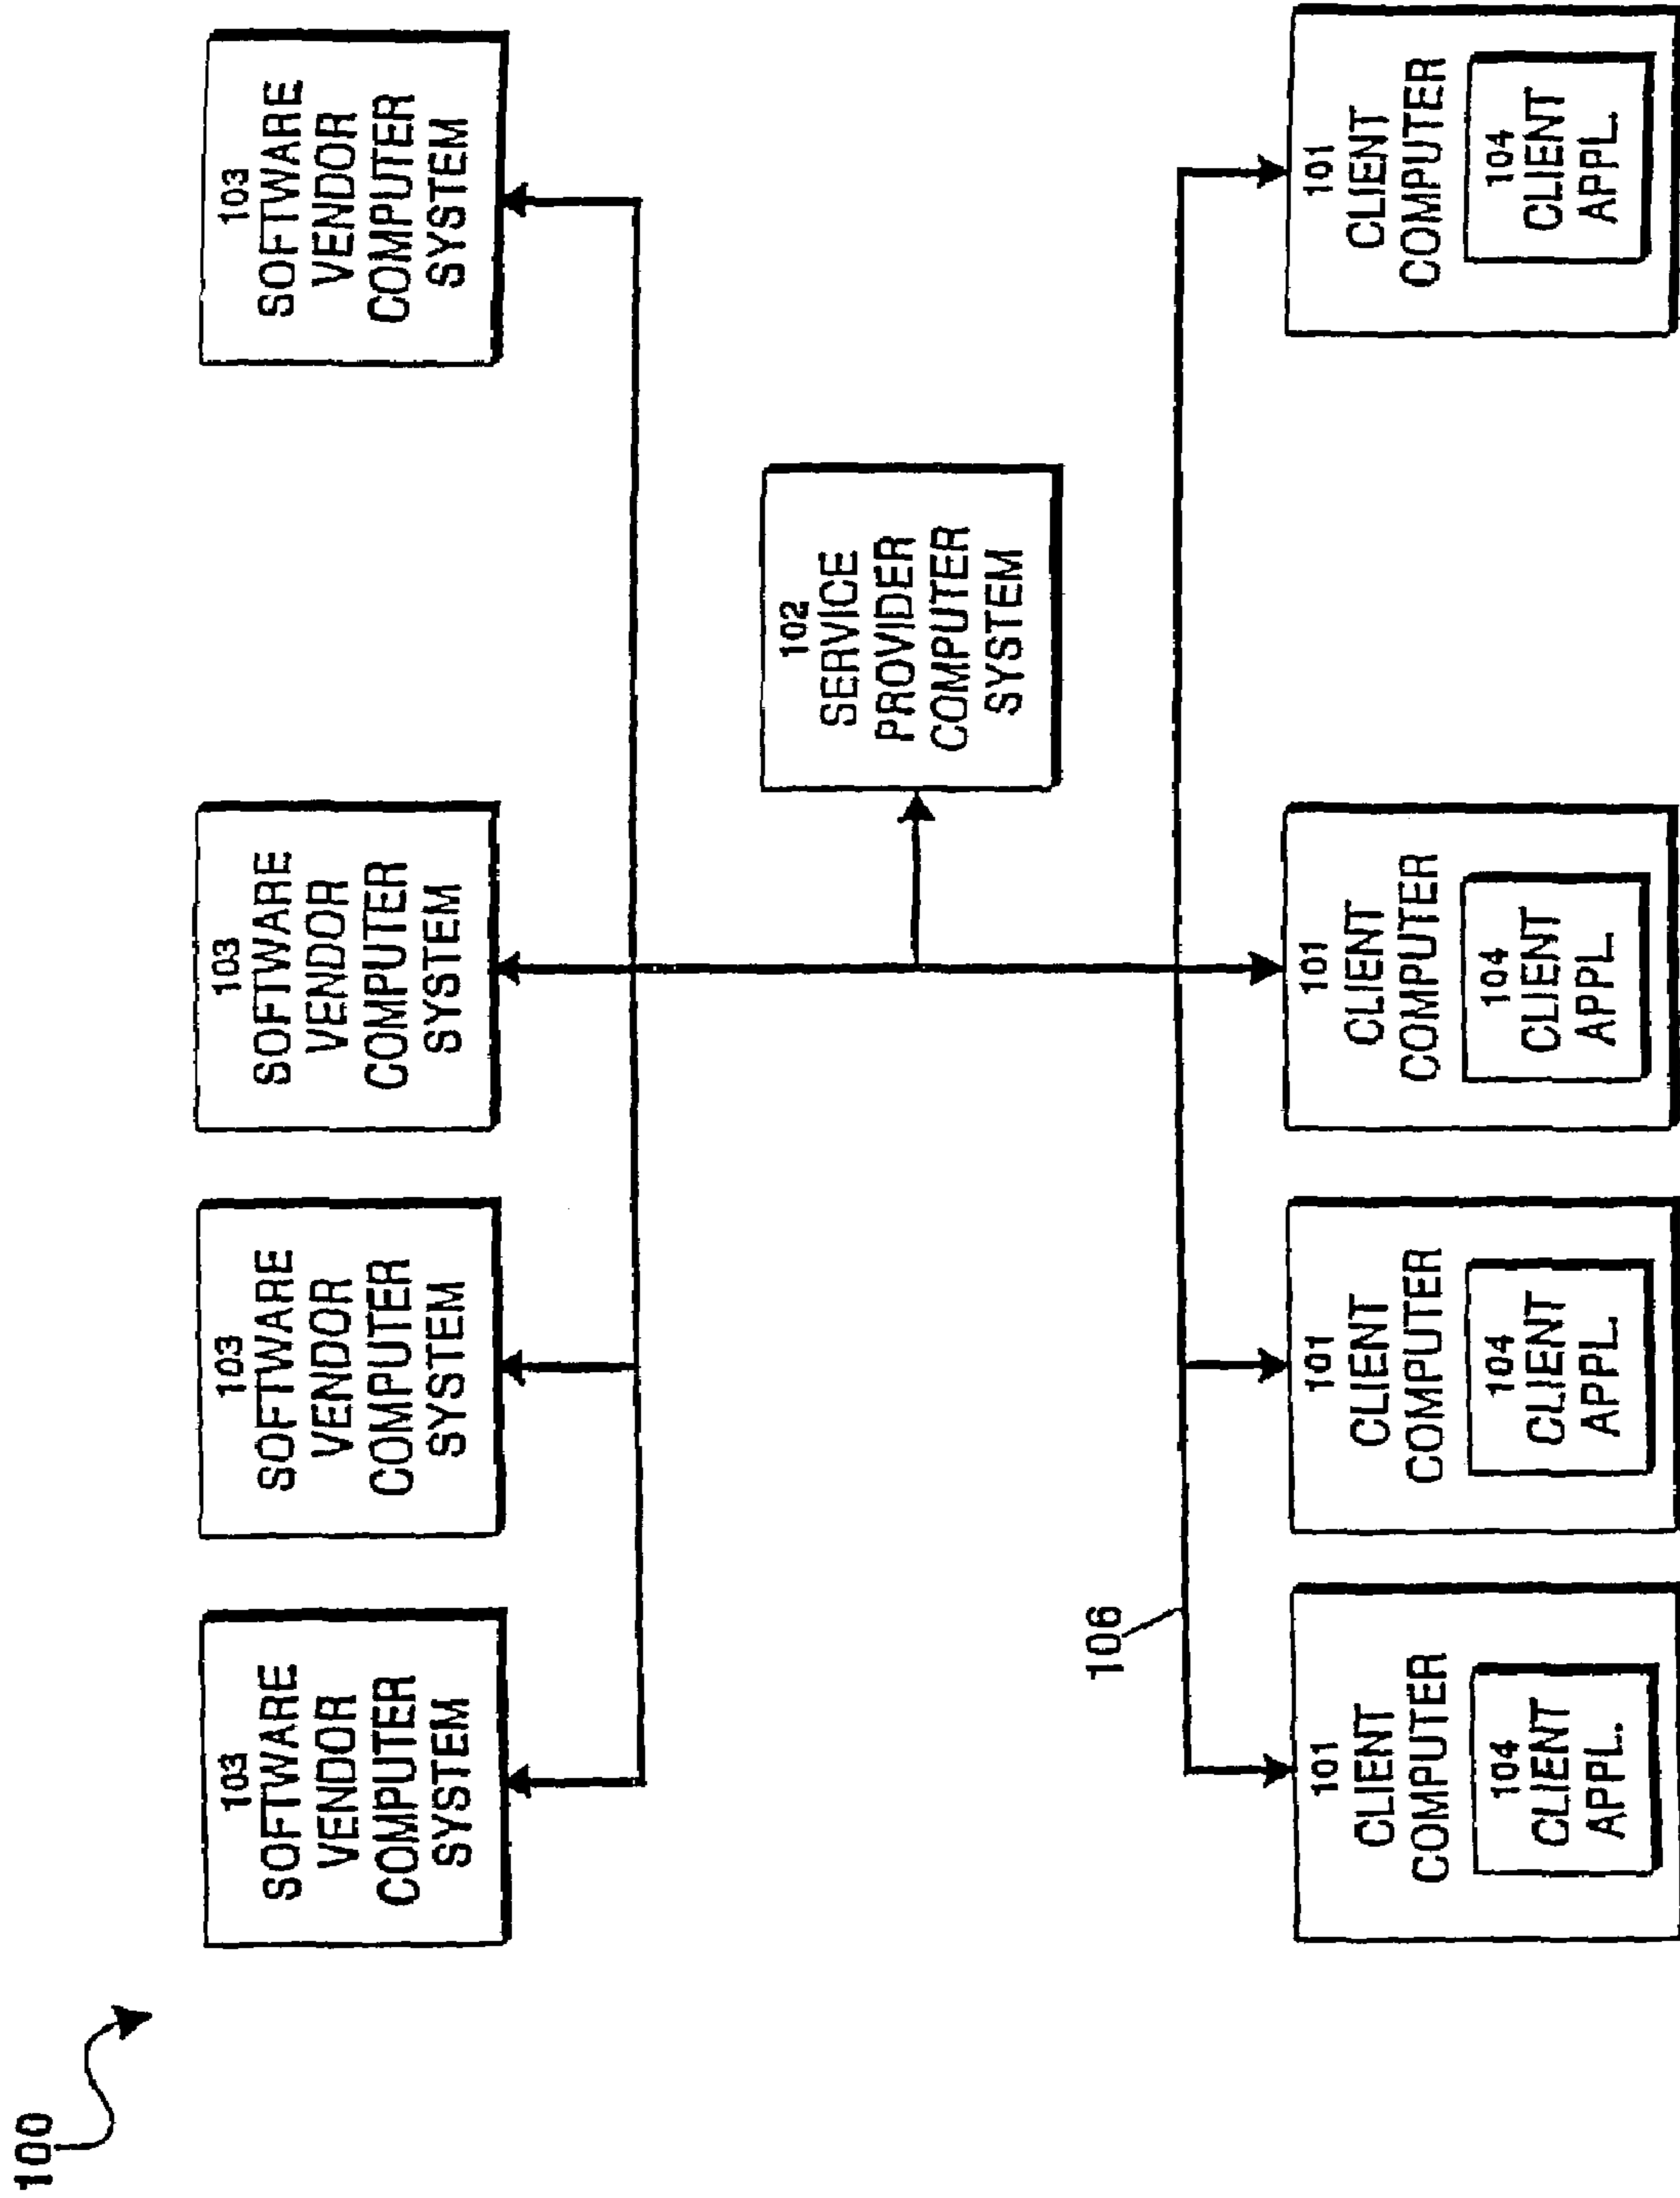 100
103
SOFTWARE
VENDOR
COMPUTER
SYSTEM
103
SOFTWARE
VENDOR
COMPUTER
SYSTEM
103
SOFTWARE
VENDOR
COMPUTER
SYSTEM
103
SOFTWARE
VENDOR
COMPUTER
SYSTEM
102
SERVICE
PROVIDER
COMPUTER
SYSTEM
106
101
CLIENT
COMPUTER
104
CLIENT
APPL.
101
CLIENT
COMPUTER
104
CLIENT
APPL.
101
CLIENT
COMPUTER
104
CLIENT
APPL.
101
CLIENT
COMPUTER
104
CLIENT
APPL.